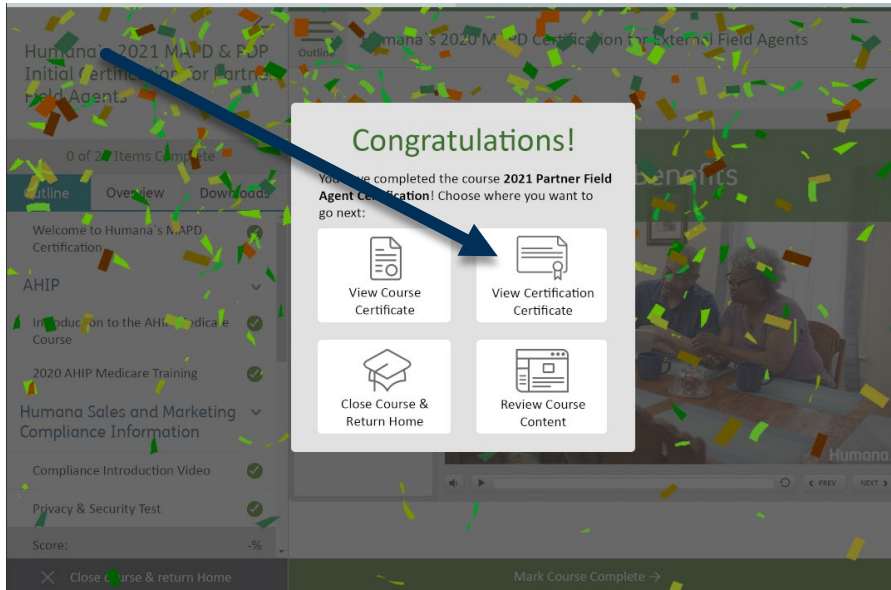 Humana's 2021 MAPD & PDP
Initial Certification for Partner
Field Agents
0 of 2 Items Complete
Outline
Overview
Downloads
Welcome to Humana`s MAPD
Certification
AHIP
Introduction to the AHIP Medicare
Course
2020 AHIP Medicare Training
Humana Sales and Marketing
Compliance Information
Compliance Introduction Video
Privacy & Security Test
Score:
-%
Close course & return Home
Outline
Humana's 2020 MAPD Certification for External Field Agents
Benefits
Congratulations!
You have completed the course 2021 Partner Field
Agent Certification! Choose where you want to
go next:
View Course
Certificate
View Certification
Certificate
Close Course &
Return Home
Review Course
Content
Humana
PREV
NEXT
Mark Course Complete →